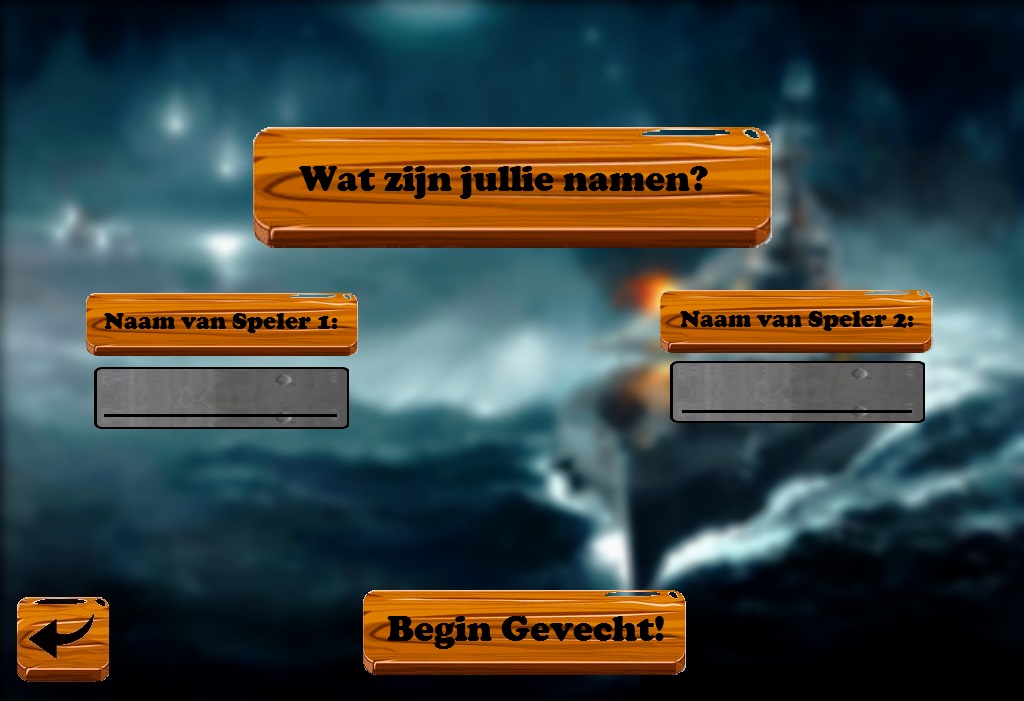 Wat zijn jullie namen?
Naam van Speler 1:
Naam van Speler 2:
Begin Gevecht!